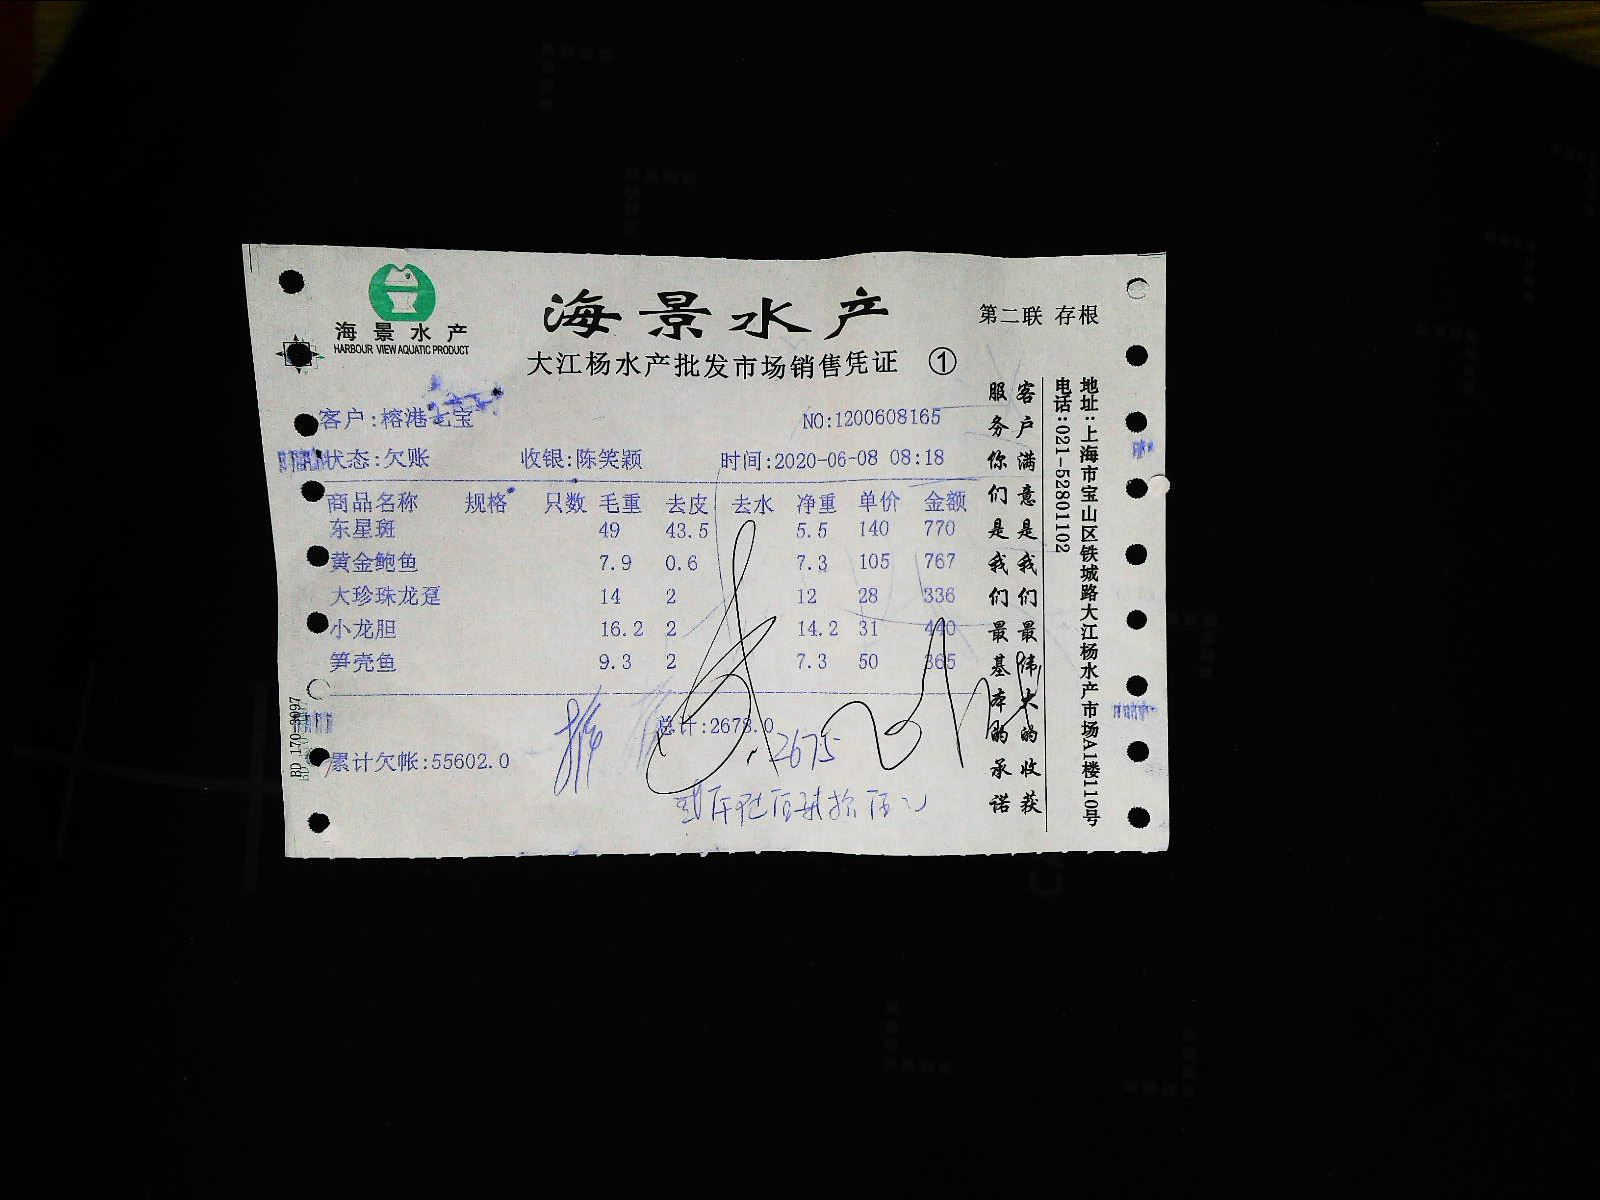 海景水产
HARBOUR VIEW AQUATIC PRODUCT
海景水产
大江杨水产批发市场销售凭证 ①
第二联 存根
客户:榕港七宝 NO:1200608165
状态:欠账 收银:陈笑颖 时间:2020-06-08 08:18
商品名称 规格 只数 毛重 去皮 去水 净重 单价 金额
东星斑 49 43.5 5.5 140 770
黄金鲍鱼 7.9 0.6 7.3 105 767
大珍珠龙趸 14 2 12 28 336
小龙胆 16.2 2 14.2 31 440
笋壳鱼 9.3 2 7.3 50 365
总计:2678.0
2675
累计欠帐:55602.0
客户满意是我们最伟大的收获
服务你们是我们最基本的承诺
地址:上海市宝山区铁城路大江杨水产市场A1楼110号
电话:021-52801102
BD 170-3097